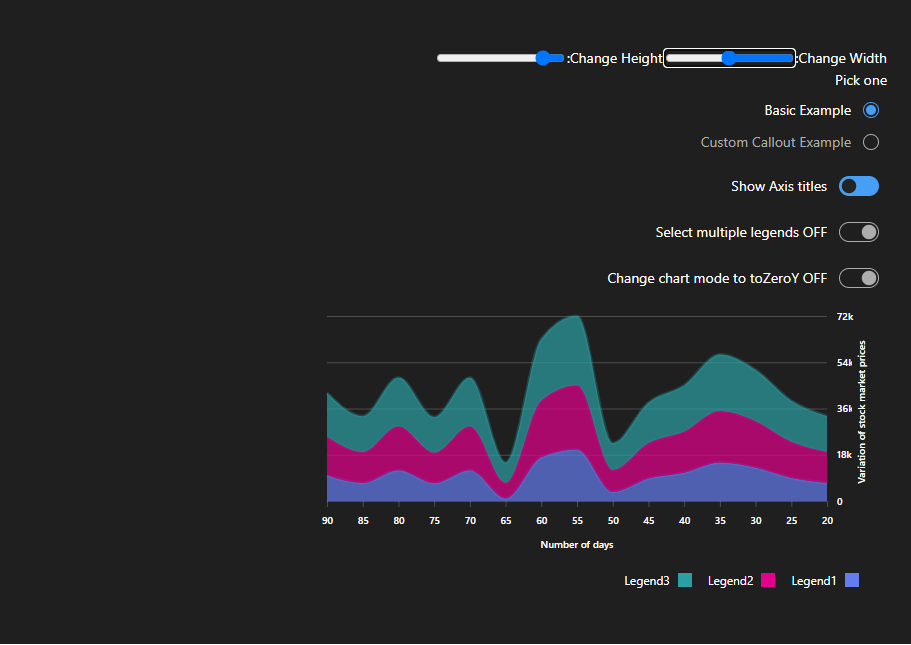 Change Width:
Change Height:
Pick one
Basic Example
Custom Callout Example
Show Axis titles
Select multiple legends OFF
Change chart mode to toZeroY OFF
72k
54k
36k
18k
0
Variation of stock market prices
90 85 80 75 70 65 60 55 50 45 40 35 30 25 20
Number of days
Legend3 Legend2 Legend1